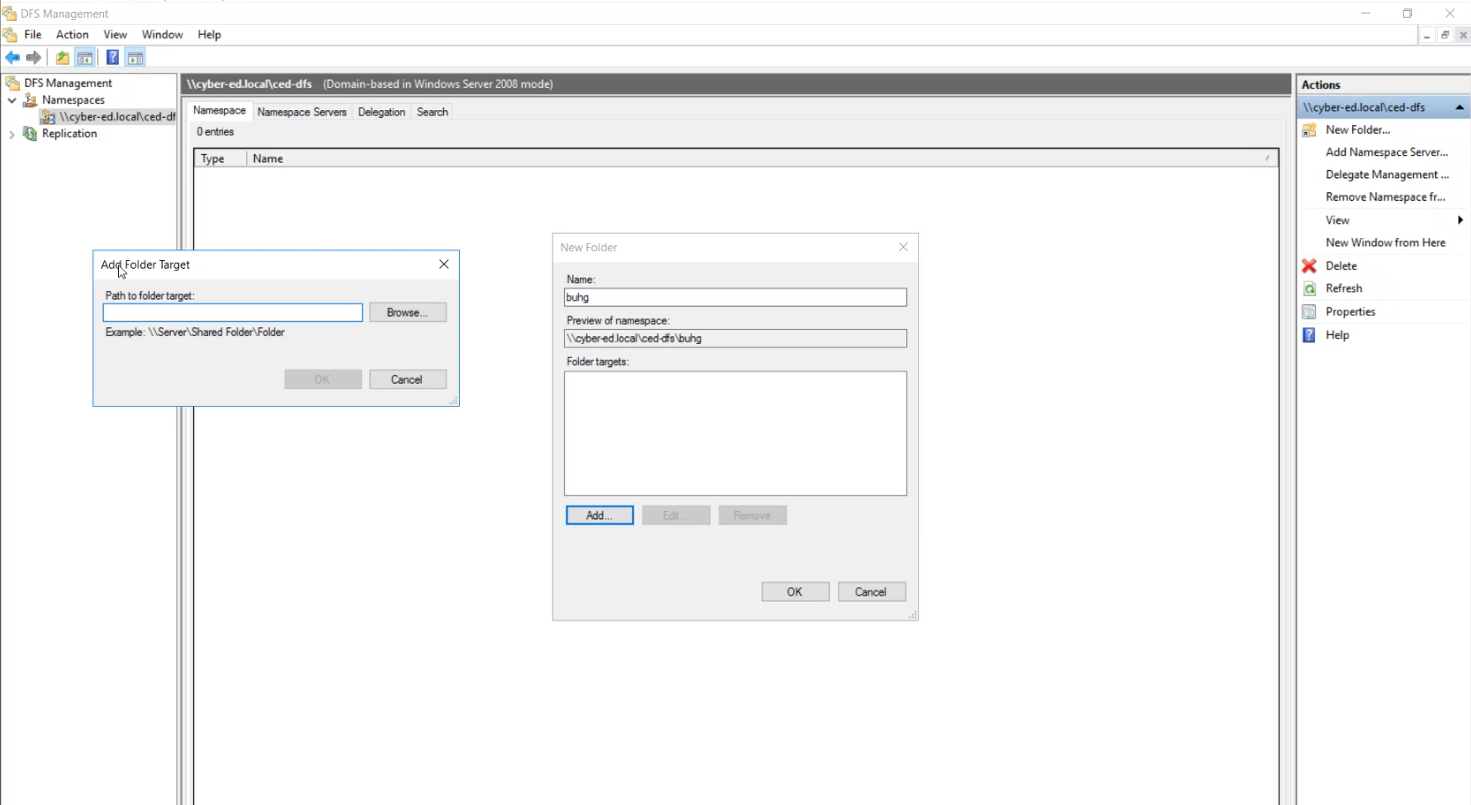 DFS Management
File Action View Window Help
DFS Management
Namespaces
\\cyber-ed.local\ced-df
Replication
\\cyber-ed.local\ced-dfs (Domain-based in Windows Server 2008 mode)
Namespace Namespace Servers Delegation Search
0 entries
Type Name
Add Folder Target
Path to folder target:
Browse...
Example: \\Server\Shared Folder\Folder
OK Cancel
New Folder
Name:
buhg
Preview of namespace:
\\cyber-ed.local\ced-dfs\buhg
Folder targets:
Add... Edit... Remove
OK Cancel
Actions
\\cyber-ed.local\ced-dfs
New Folder...
Add Namespace Server...
Delegate Management ...
Remove Namespace fr...
View
New Window from Here
Delete
Refresh
Properties
Help